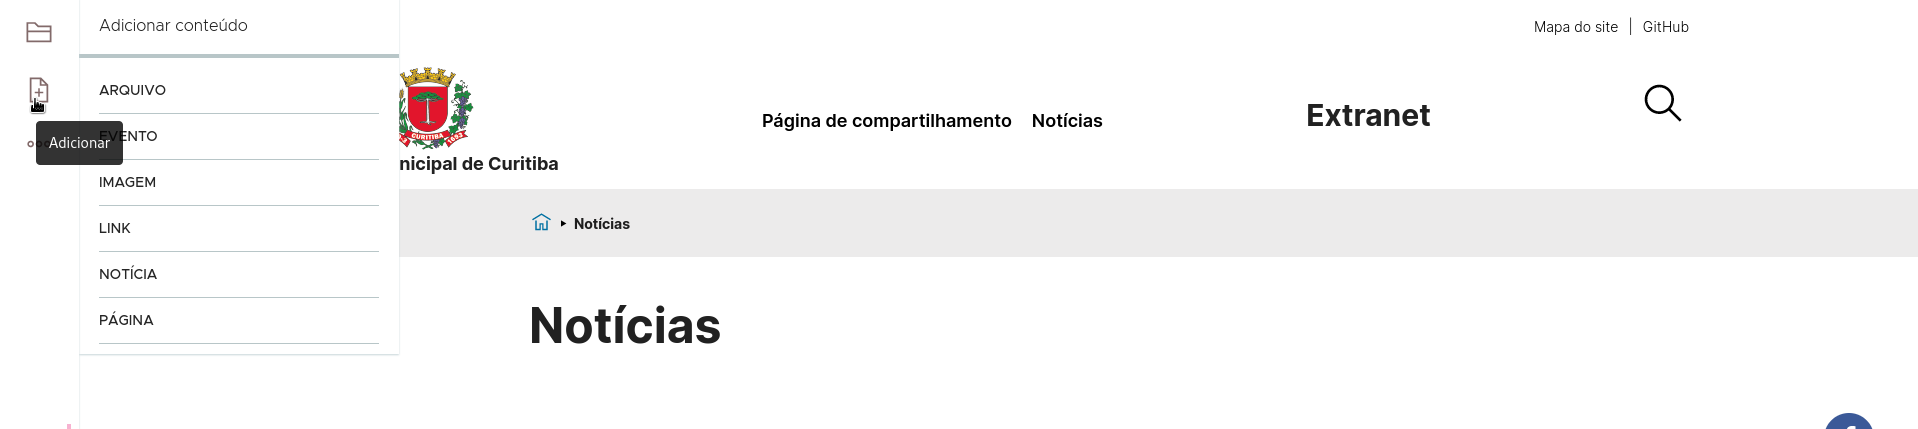 Adicionar conteúdo
ARQUIVO
EVENTO
IMAGEM
LINK
NOTÍCIA
PÁGINA
Adicionar
Mapa do site | GitHub
CURITIBA
nicipal de Curitiba
Página de compartilhamento Notícias
Extranet
Notícias
Notícias